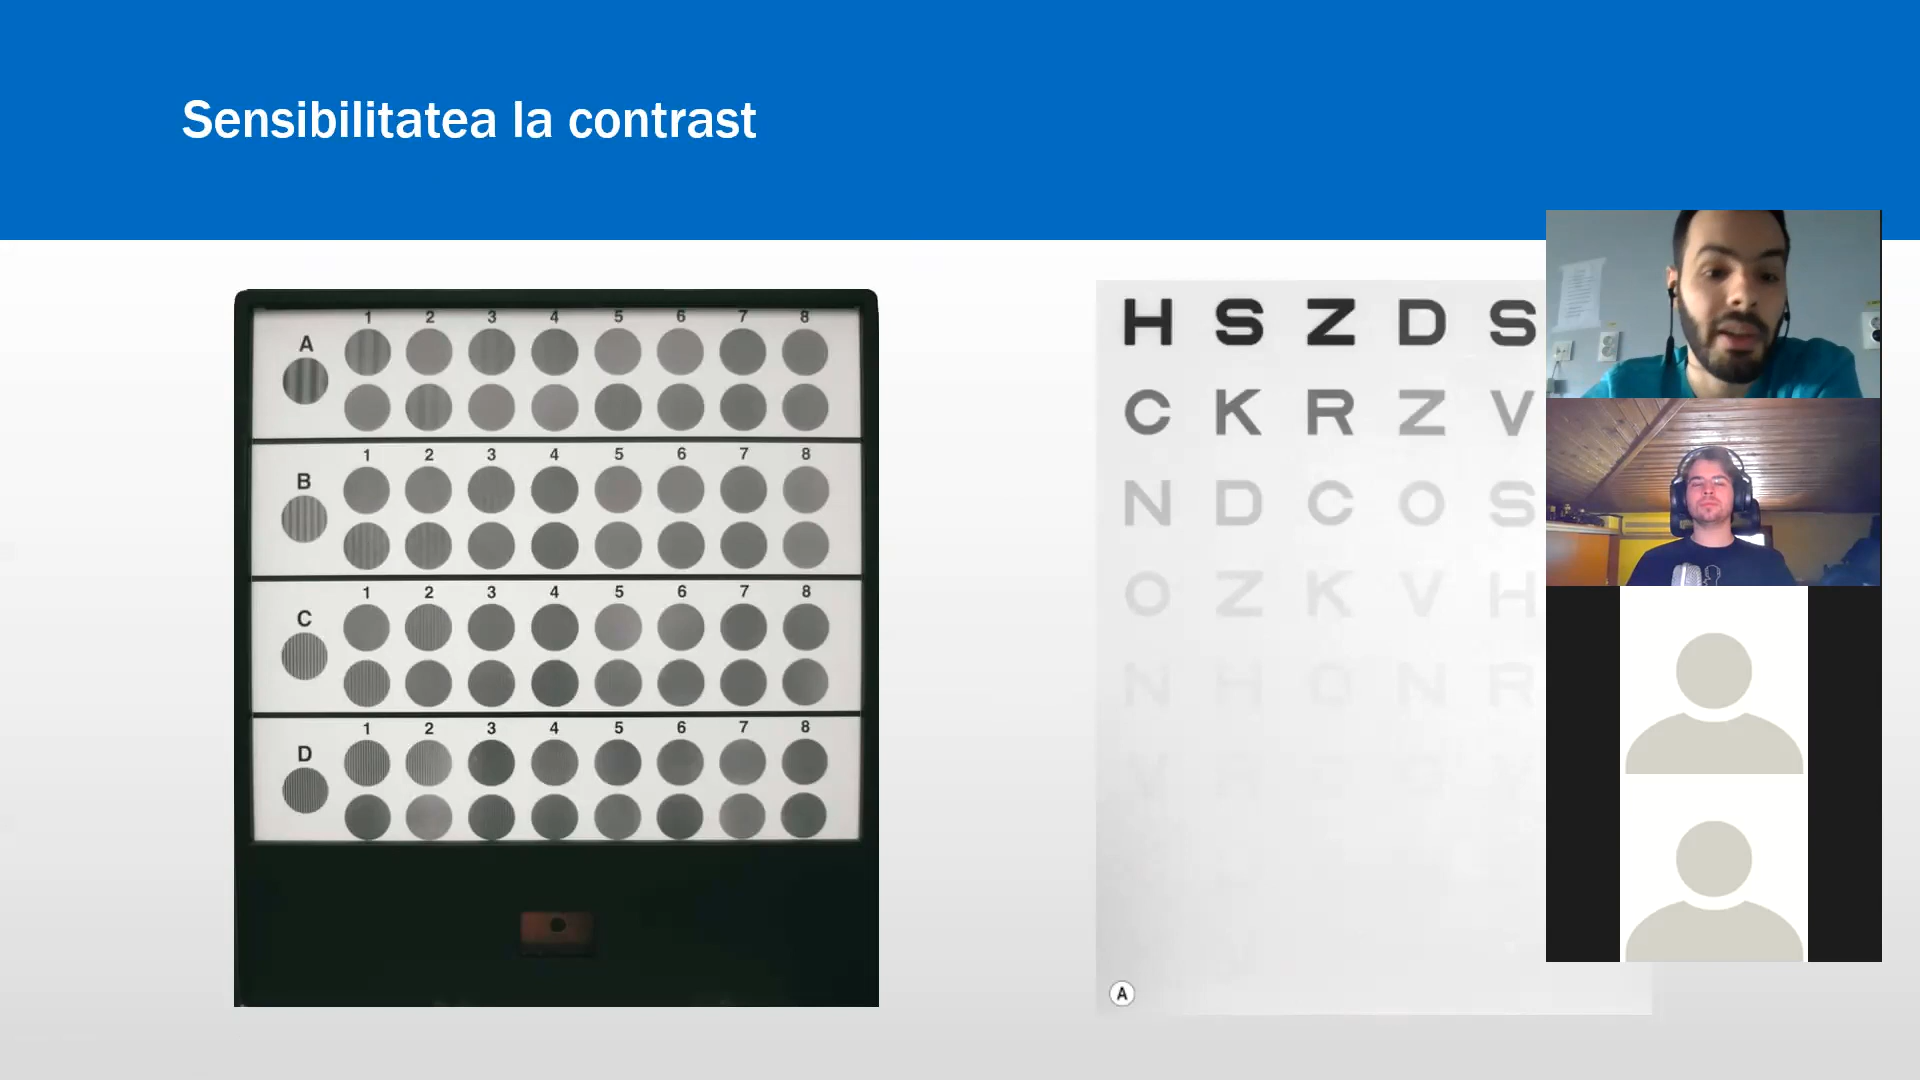 Sensibilitatea la contrast
1 2 3 4 5 6 7 8
A
1 2 3 4 5 6 7 8
B
1 2 3 4 5 6 7 8
C
1 2 3 4 5 6 7 8
D
H S Z D S
C K R Z V
N D C O S
O Z K V H
N H O N R
A